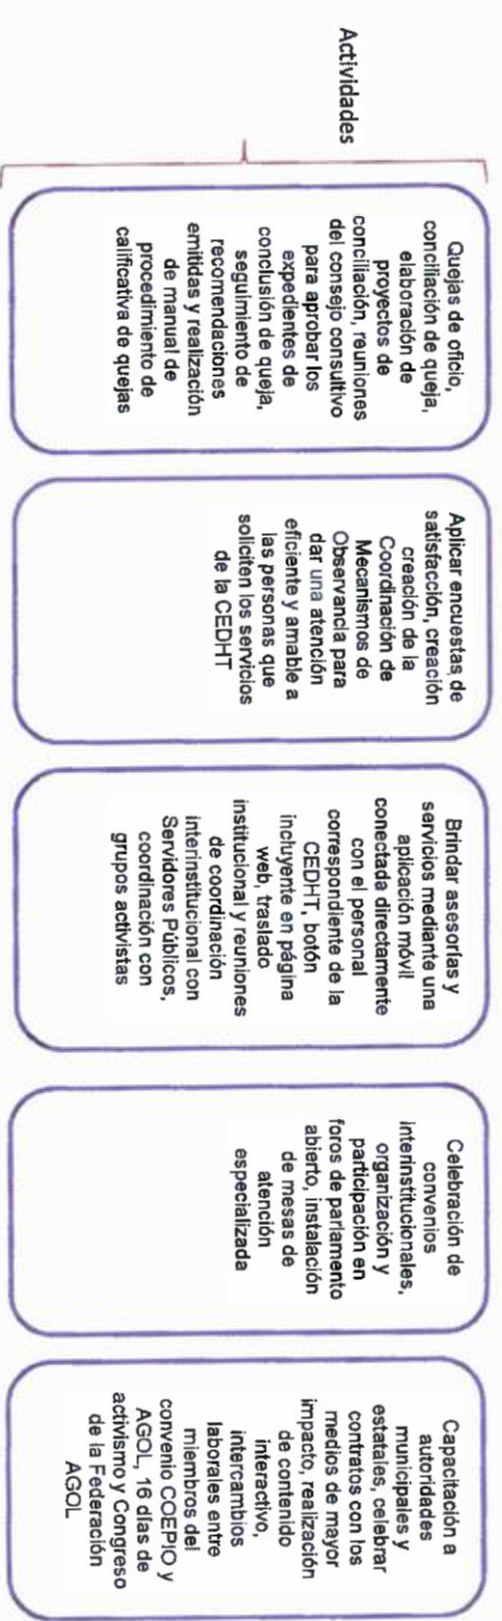 Actividades
Quejas de oficio,
conciliación de queja,
elaboración de
proyectos de
conciliación, reuniones
del consejo consultivo
para aprobar los
expedientes de
conclusión de queja,
seguimiento de
recomendaciones
emitidas y realización
de manual de
procedimiento de
calificativa de quejas
Aplicar encuestas de
satisfacción, creación
creación de la
Coordinación de
Mecanismos de
Observancia para
dar una atención
eficiente y amable a
las personas que
soliciten los servicios
de la CEDHT
Brindar asesorías y
servicios mediante una
aplicación móvil
conectada directamente
con el personal
correspondiente de la
CEDHT, botón
incluyente en página
web, traslado
institucional y reuniones
de coordinación
interinstitucional con
Servidores Públicos,
coordinación con
grupos activistas
Celebración de
convenios
interinstitucionales,
organización y
participación en
foros de parlamento
abierto, instalación
de mesas de
atención
especializada
Capacitación a
autoridades
municipales y
estatales, celebrar
contratos con los
medios de mayor
impacto, realización
de contenido
interactivo,
intercambios
laborales entre
miembros del
convenio COEPIO y
AGOL, 16 días de
activismo y Congreso
de la Federación
AGOL